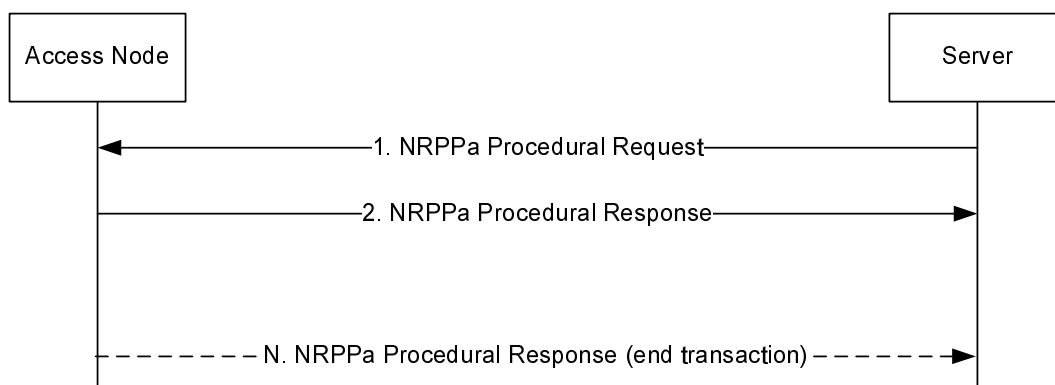 Access Node
Server
1. NRPPa Procedural Request
2. NRPPa Procedural Response
N. NRPPa Procedural Response (end transaction)